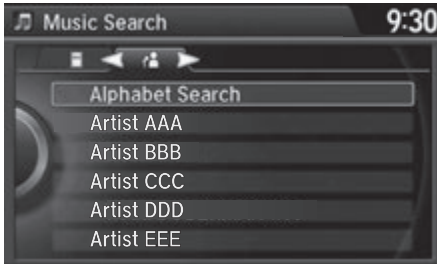 Music Search
9:30
Alphabet Search
Artist AAA
Artist BBB
Artist CCC
Artist DDD
Artist EEE